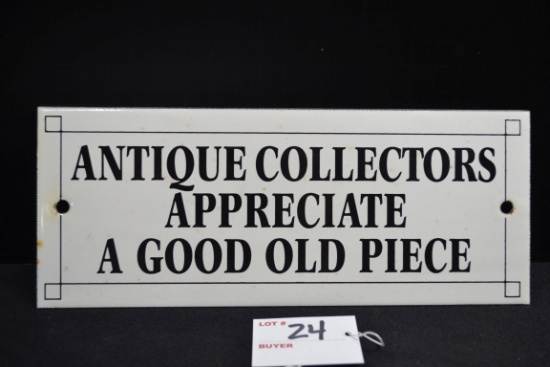 ANTIQUE COLLECTORS
APPRECIATE
A GOOD OLD PIECE
LOT # 24
BUYER